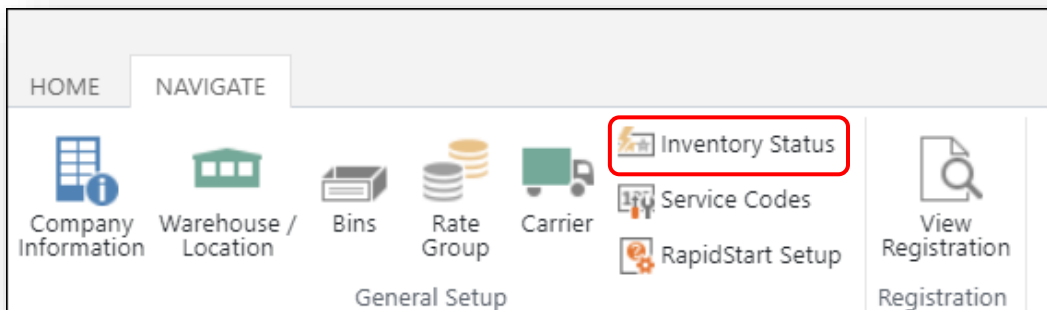 HOME NAVIGATE
Company Information
Warehouse / Location
Bins
Rate Group
Carrier
Inventory Status
Service Codes
RapidStart Setup
View Registration
General Setup
Registration